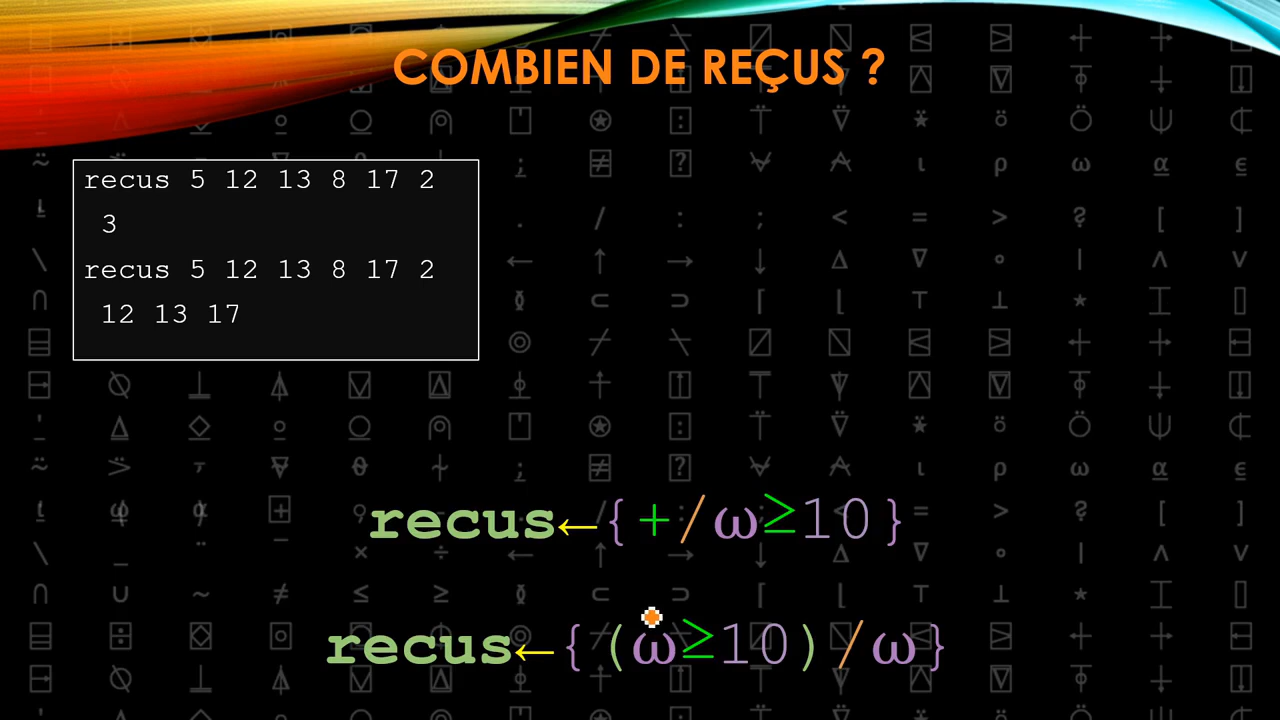 COMBIEN DE REÇUS ?
recus 5 12 13 8 17 2
3
recus 5 12 13 8 17 2
12 13 17
recus←{+/⍵≥10}
recus←{(⍵≥10)/⍵}